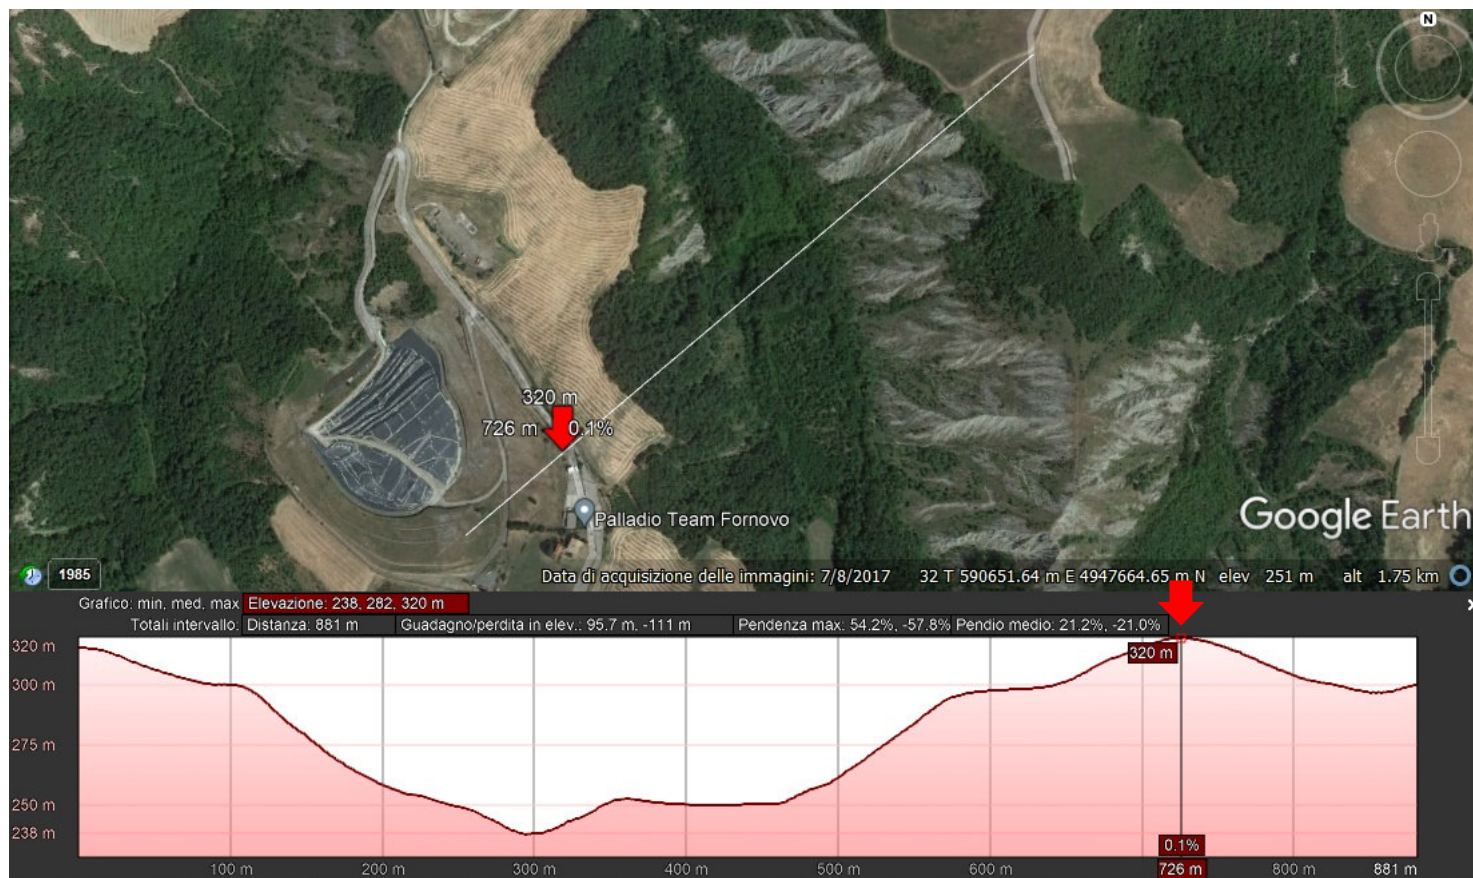 N
320 m
726 m 0.1%
Palladio Team Fornovo
Google Earth
1985
Data di acquisizione delle immagini: 7/8/2017 32 T 590651.64 m E 4947664.65 m N elev 251 m alt 1.75 km
Grafico: min, med, max Elevazione: 238, 282, 320 m
Totali intervallo: Distanza: 881 m Guadagno/perdita in elev.: 95.7 m, -111 m Pendenza max: 54.2%, -57.8% Pendio medio: 21.2%, -21.0%
320 m
320 m
300 m
275 m
250 m
238 m
0.1%
100 m 200 m 300 m 400 m 500 m 600 m 726 m 800 m 881 m